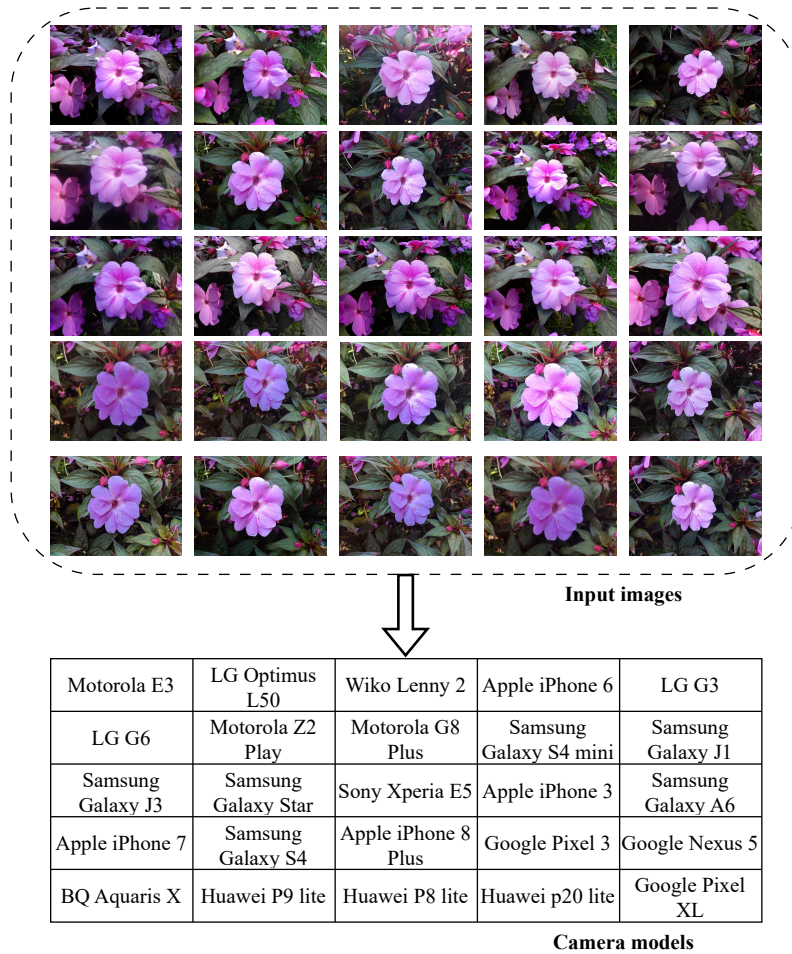 Input images
Motorola E3
LG Optimus
L50
Wiko Lenny 2
Apple iPhone 6
LG G3
LG G6
Motorola Z2
Play
Motorola G8
Plus
Samsung
Galaxy S4 mini
Samsung
Galaxy J1
Samsung
Galaxy J3
Samsung
Galaxy Star
Sony Xperia E5
Apple iPhone 3
Samsung
Galaxy A6
Apple iPhone 7
Samsung
Galaxy S4
Apple iPhone 8
Plus
Google Pixel 3
Google Nexus 5
BQ Aquaris X
Huawei P9 lite
Huawei P8 lite
Huawei p20 lite
Google Pixel
XL
Camera models